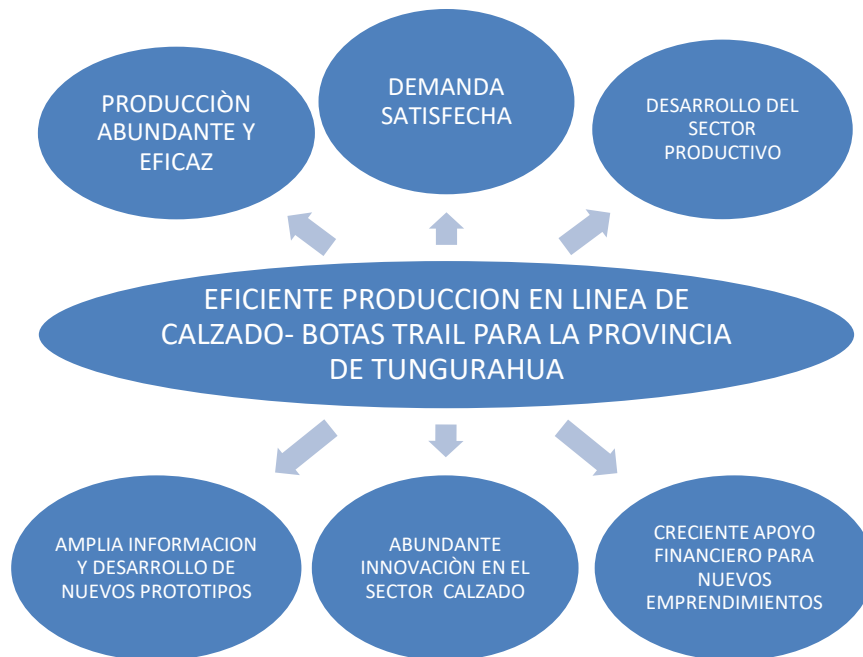 PRODUCCIÒN
ABUNDANTE Y
EFICAZ
DEMANDA
SATISFECHA
DESARROLLO DEL
SECTOR
PRODUCTIVO
EFICIENTE PRODUCCION EN LINEA DE
CALZADO- BOTAS TRAIL PARA LA PROVINCIA
DE TUNGURAHUA
AMPLIA INFORMACION
Y DESARROLLO DE
NUEVOS PROTOTIPOS
ABUNDANTE
INNOVACIÒN EN EL
SECTOR CALZADO
CRECIENTE APOYO
FINANCIERO PARA
NUEVOS
EMPRENDIMIENTOS